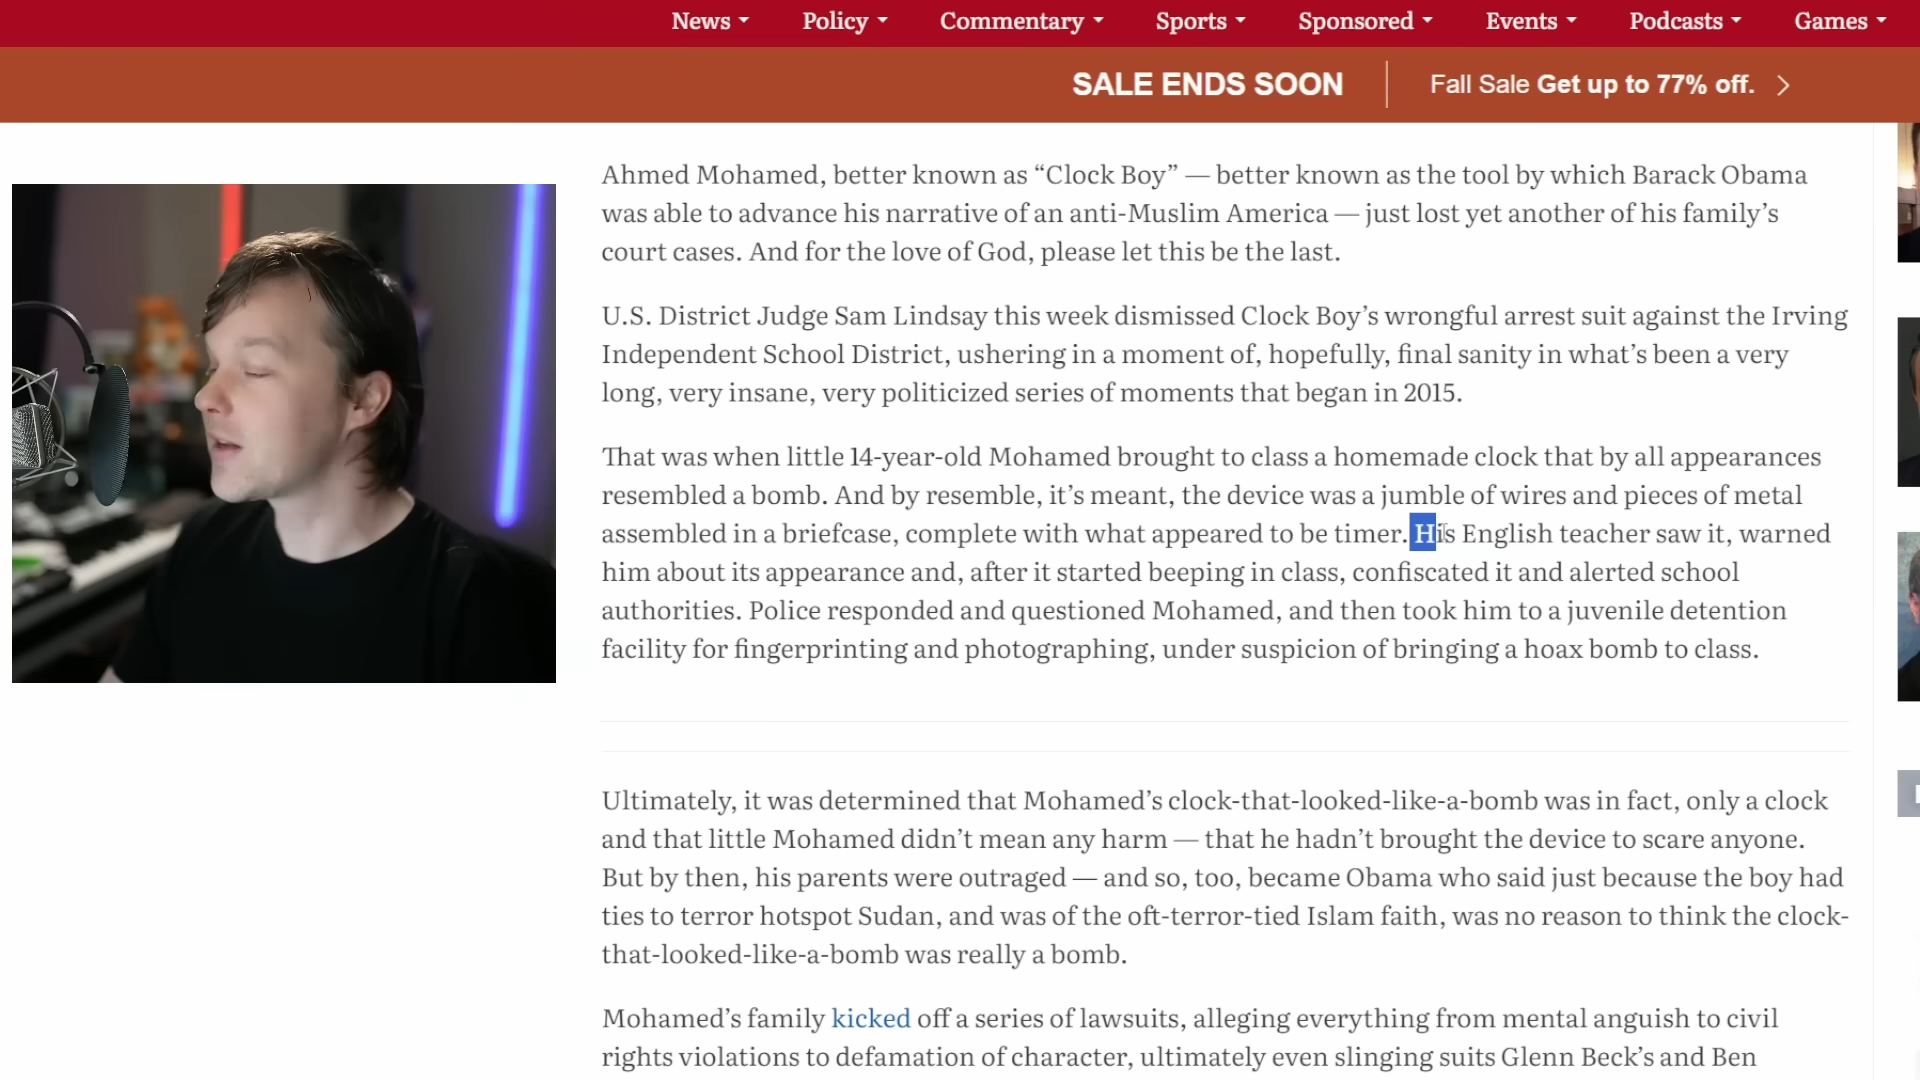 News Policy Commentary Sports Sponsored Events Podcasts Games
SALE ENDS SOON Fall Sale Get up to 77% off.
Ahmed Mohamed, better known as “Clock Boy” — better known as the tool by which Barack Obama
was able to advance his narrative of an anti-Muslim America — just lost yet another of his family’s
court cases. And for the love of God, please let this be the last.
U.S. District Judge Sam Lindsay this week dismissed Clock Boy’s wrongful arrest suit against the Irving
Independent School District, ushering in a moment of, hopefully, final sanity in what’s been a very
long, very insane, very politicized series of moments that began in 2015.
That was when little 14-year-old Mohamed brought to class a homemade clock that by all appearances
resembled a bomb. And by resemble, it’s meant, the device was a jumble of wires and pieces of metal
assembled in a briefcase, complete with what appeared to be timer. His English teacher saw it, warned
him about its appearance and, after it started beeping in class, confiscated it and alerted school
authorities. Police responded and questioned Mohamed, and then took him to a juvenile detention
facility for fingerprinting and photographing, under suspicion of bringing a hoax bomb to class.
Ultimately, it was determined that Mohamed’s clock-that-looked-like-a-bomb was in fact, only a clock
and that little Mohamed didn’t mean any harm — that he hadn’t brought the device to scare anyone.
But by then, his parents were outraged — and so, too, became Obama who said just because the boy had
ties to terror hotspot Sudan, and was of the oft-terror-tied Islam faith, was no reason to think the clock-
that-looked-like-a-bomb was really a bomb.
Mohamed’s family kicked off a series of lawsuits, alleging everything from mental anguish to civil
rights violations to defamation of character, ultimately even slinging suits Glenn Beck’s and Ben